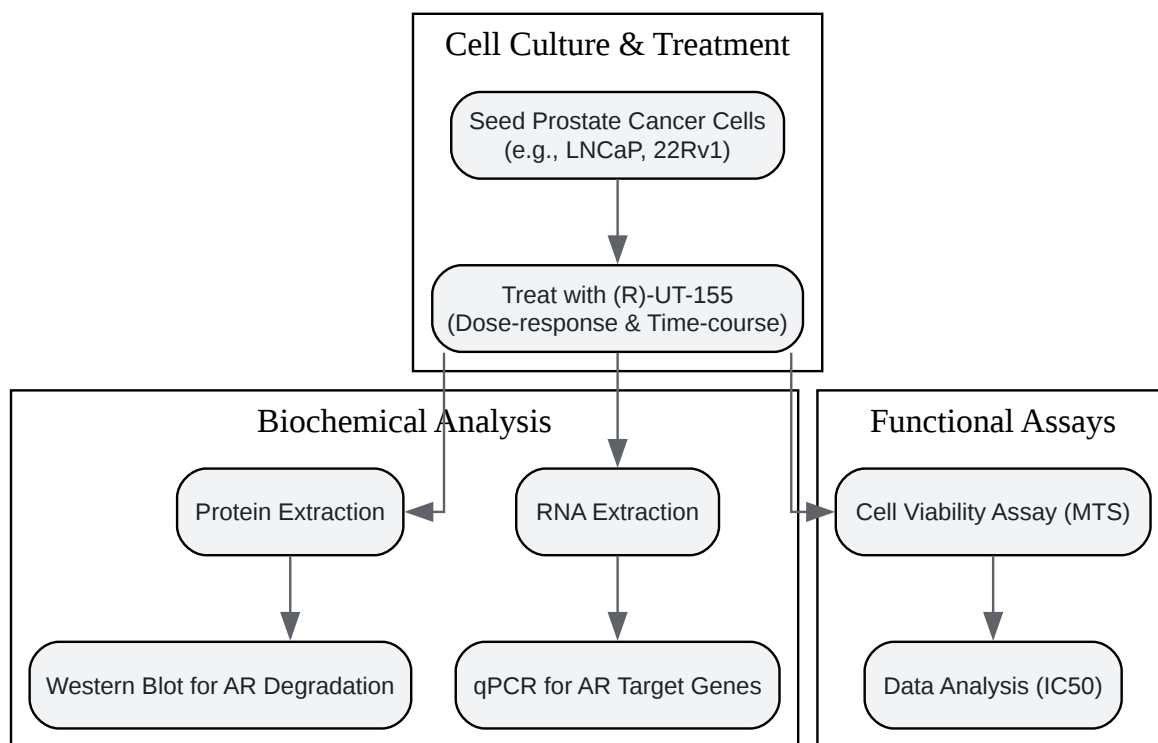 Cell Culture & Treatment
Seed Prostate Cancer Cells
(e.g., LNCaP, 22Rv1)
Treat with (R)-UT-155
(Dose-response & Time-course)
Biochemical Analysis
Functional Assays
Protein Extraction
RNA Extraction
Cell Viability Assay (MTS)
Western Blot for AR Degradation
qPCR for AR Target Genes
Data Analysis (IC50)